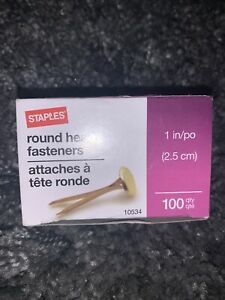 STAPLES
round head
fasteners
attaches à
tête ronde
10534
1 in/po
(2.5 cm)
100 qty
qté